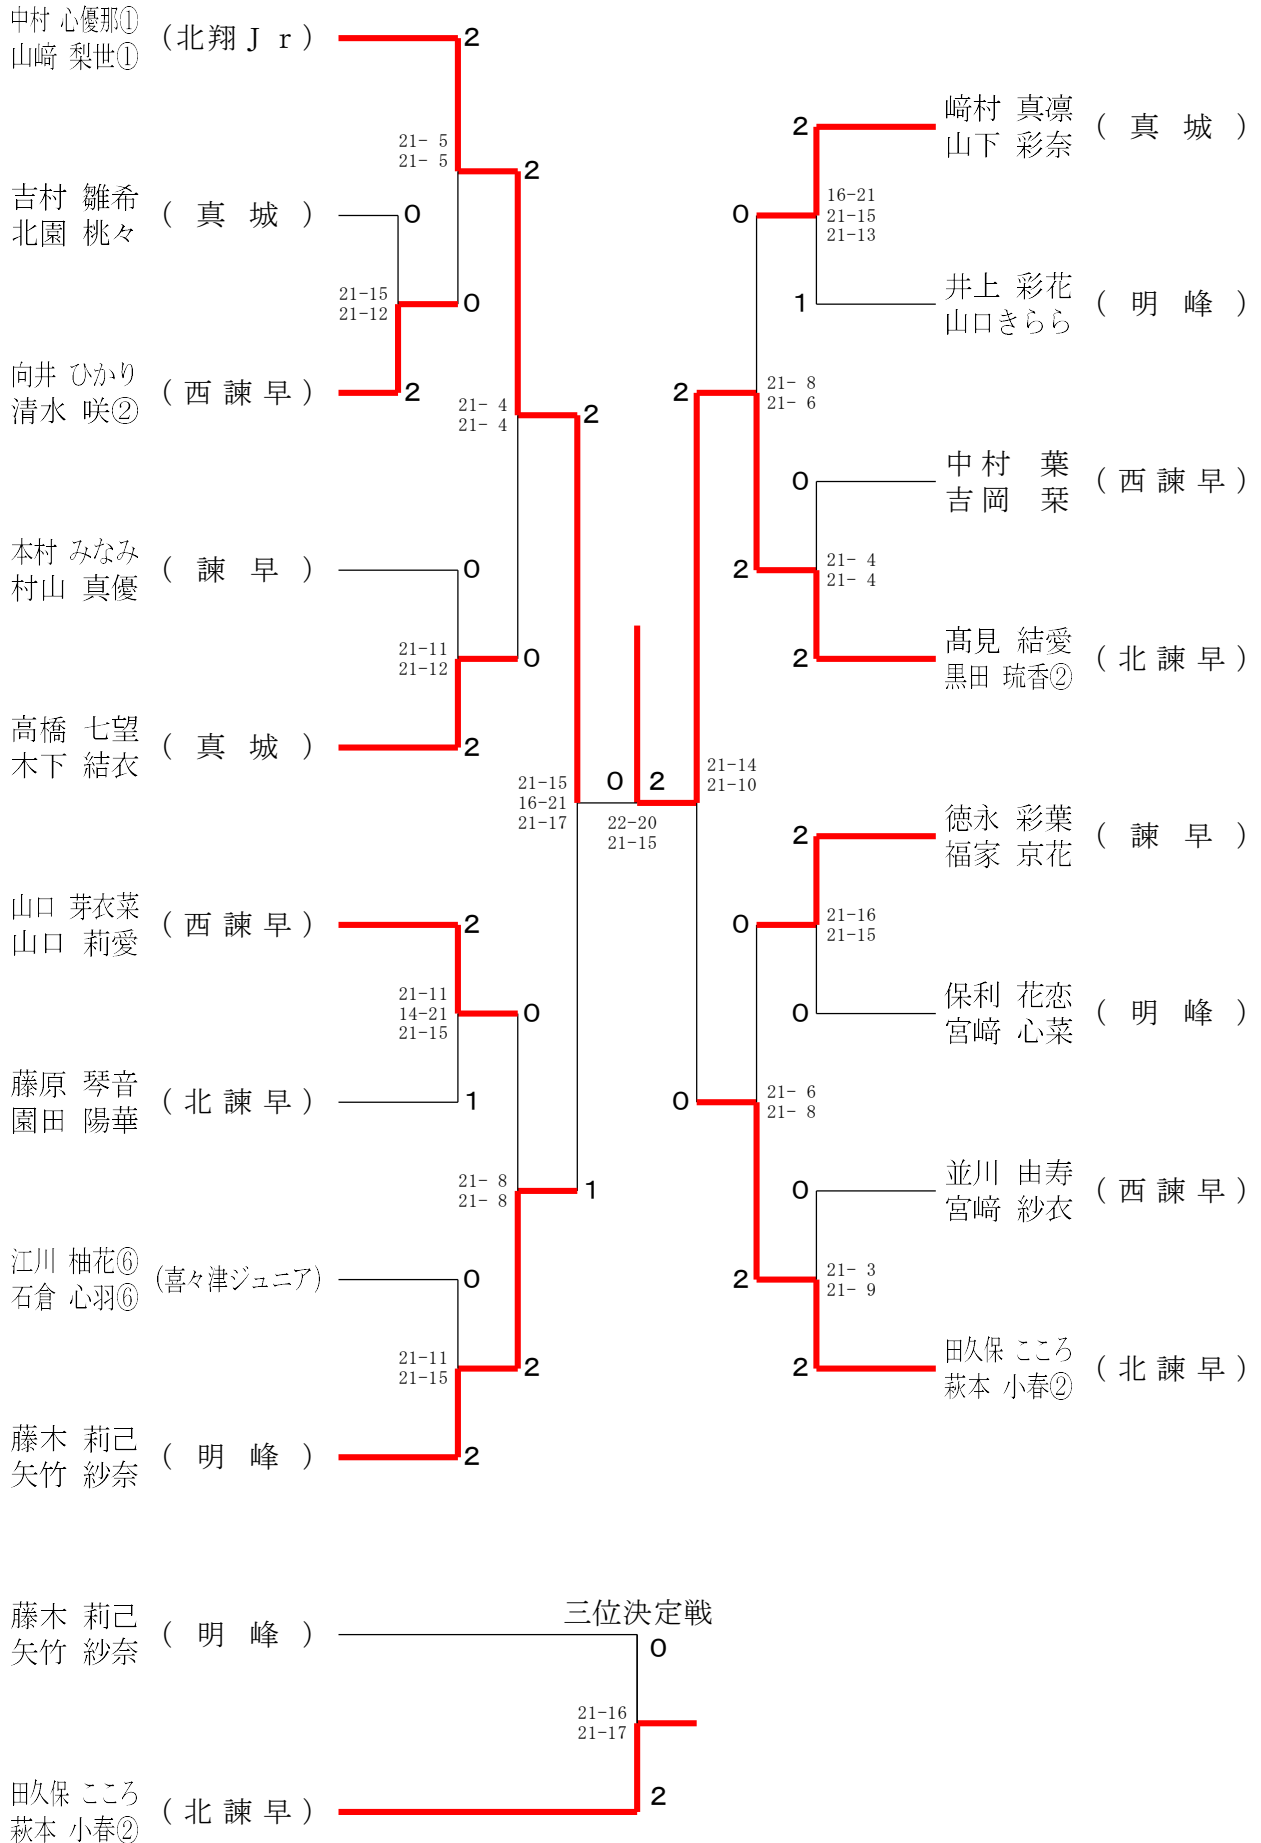 中村 心優那①
山﨑 梨世①
(北翔Ｊｒ)
2
21- 5
21- 5
2
吉村 雛希
北園 桃々
( 真 城 )
0
21-15
21-12
0
向井 ひかり
清水 咲②
(西諫早)
2
21- 4
21- 4
2
本村 みなみ
村山 真優
( 諫 早 )
0
21-11
21-12
0
高橋 七望
木下 結衣
( 真 城 )
2
21-15
16-21
21-17
山口 芽衣菜
山口 莉愛
(西諫早)
2
21-11
14-21
21-15
0
藤原 琴音
園田 陽華
(北諫早)
1
21- 8
21- 8
1
江川 柚花⑥
石倉 心羽⑥
(喜々津ジュニア)
0
21-11
21-15
2
藤木 莉己
矢竹 紗奈
( 明 峰 )
2
0 2
22-20
21-15
2
﨑村 真凛
山下 彩奈
( 真 城 )
0
16-21
21-15
21-13
1
井上 彩花
山口きらら
( 明 峰 )
2
21- 8
21- 6
0
中村 葉
吉岡 栞
(西諫早)
2
21- 4
21- 4
2
髙見 結愛
黒田 琉香②
(北諫早)
21-14
21-10
2
徳永 彩葉
福家 京花
( 諫 早 )
0
21-16
21-15
0
保利 花恋
宮﨑 心菜
( 明 峰 )
0
21- 6
21- 8
0
並川 由寿
宮﨑 紗衣
(西諫早)
2
21- 3
21- 9
2
田久保 こころ
萩本 小春②
(北諫早)
三位決定戦
藤木 莉己
矢竹 紗奈
( 明 峰 )
0
21-16
21-17
田久保 こころ
萩本 小春②
(北諫早)
2